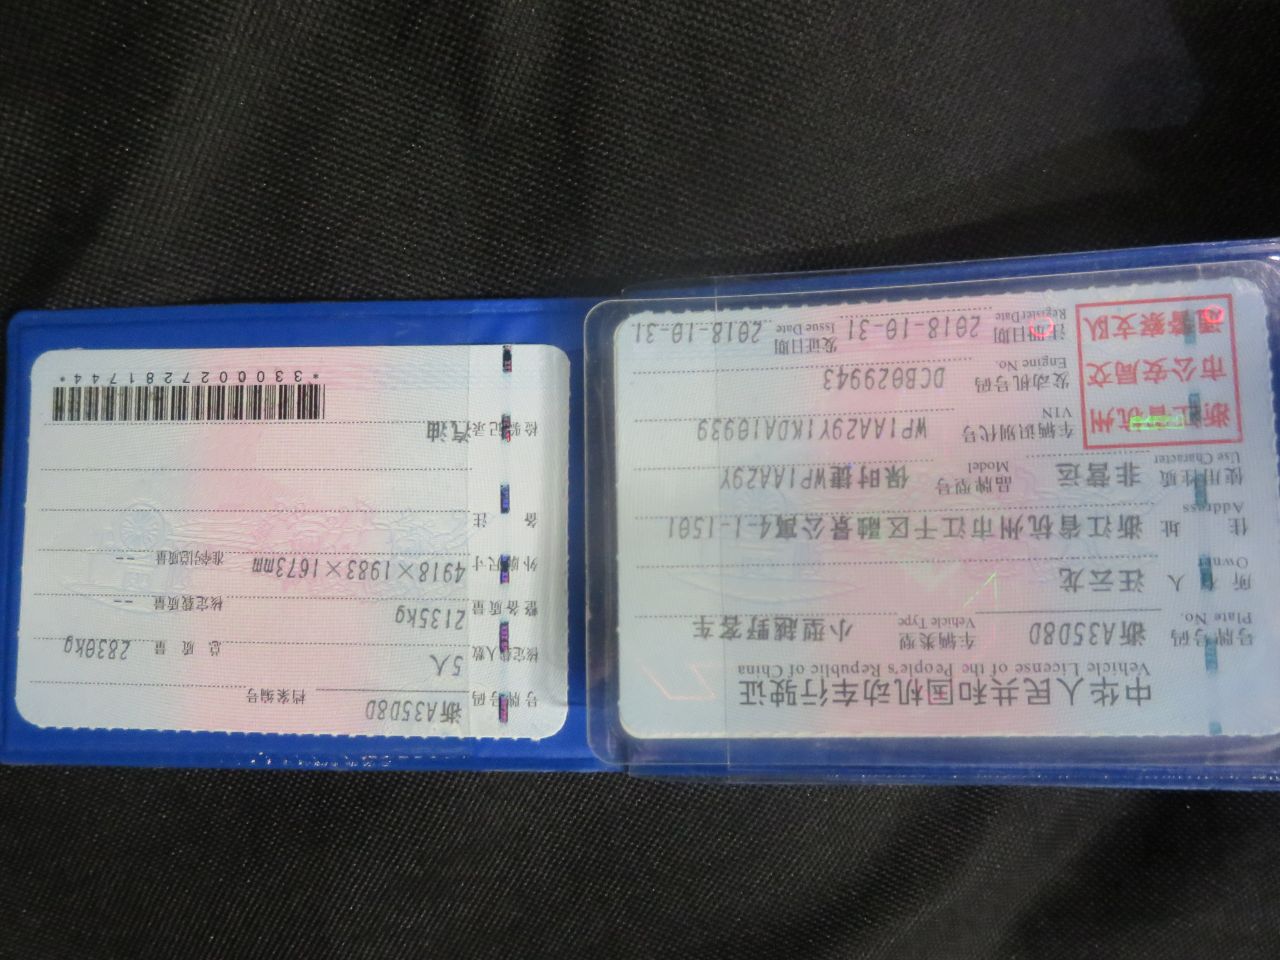 中华人民共和国机动车行驶证
Vehicle License of the People's Republic of China
号牌号码 浙A35D8D 车辆类型 小型越野客车
Plate No. Vehicle Type
所有人 汪云龙
Owner
住址 浙江省杭州市江干区融景公寓4-1-1501
Address
使用性质 非营运 品牌型号 保时捷WP1AA29Y
Use Character Model
浙江省杭州
市公安局交
通警察支队
车辆识别代号 WP1AA29Y1KDA10939
VIN
发动机号码 DCB029943
Engine No.
注册日期 2018-10-31 发证日期 2018-10-31
Register Date Issue Date
号牌号码 浙A35D8D 档案编号
核定载人数 5人 总质量 2830kg
整备质量 2135kg 核定载质量 --
外廓尺寸 4918×1983×1673mm 准牵引总质量 --
备注
检验记录 汽油
*3300027281744*